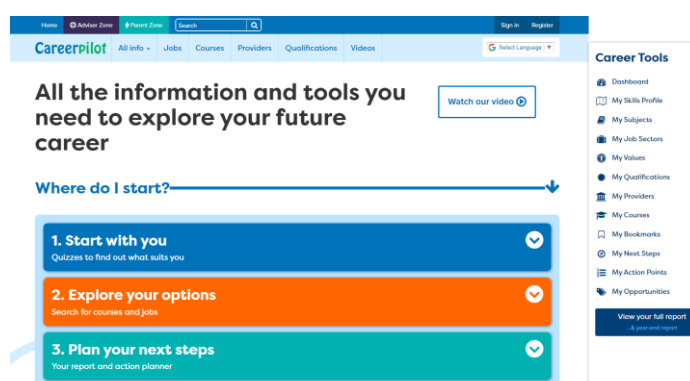 Home Adviser Zone Parent Zone Search Sign in Register
Careerpilot All info Jobs Courses Providers Qualifications Videos Select Language
All the information and tools you
need to explore your future
career
Watch our video
Where do I start?
1. Start with you
Quizzes to find out what suits you
2. Explore your options
Search for courses and jobs
3. Plan your next steps
Your report and action planner
Career Tools
Dashboard
My Skills Profile
My Subjects
My Job Sectors
My Values
My Qualifications
My Providers
My Courses
My Bookmarks
My Next Steps
My Action Points
My Opportunities
View your full report
...& year-end report